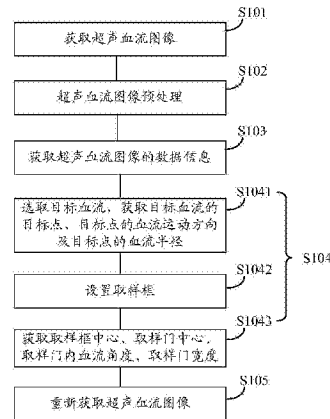 S101
获取超声血流图像
S102
超声血流图像预处理
S103
获取超声血流图像的数据信息
S1041
选取目标血流，获取目标血流的
目标点、目标点的血流运动方向
及目标点的血流半径
S104
S1042
设置取样框
S1043
获取取样框中心、取样门中心，
取样门内血流角度、取样门宽度
S105
重新获取超声血流图像